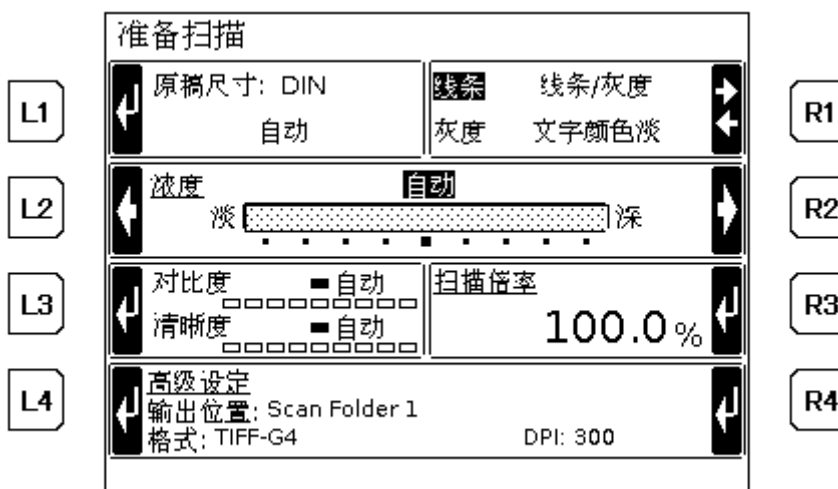 准备扫描
L1
原稿尺寸: DIN
自动
线条 线条/灰度
灰度 文字颜色淡
R1
L2
浓度 自动
淡 深
R2
L3
对比度 自动
清晰度 自动
扫描倍率
100.0 %
R3
L4
高级设定
输出位置: Scan Folder 1
格式: TIFF-G4 DPI: 300
R4